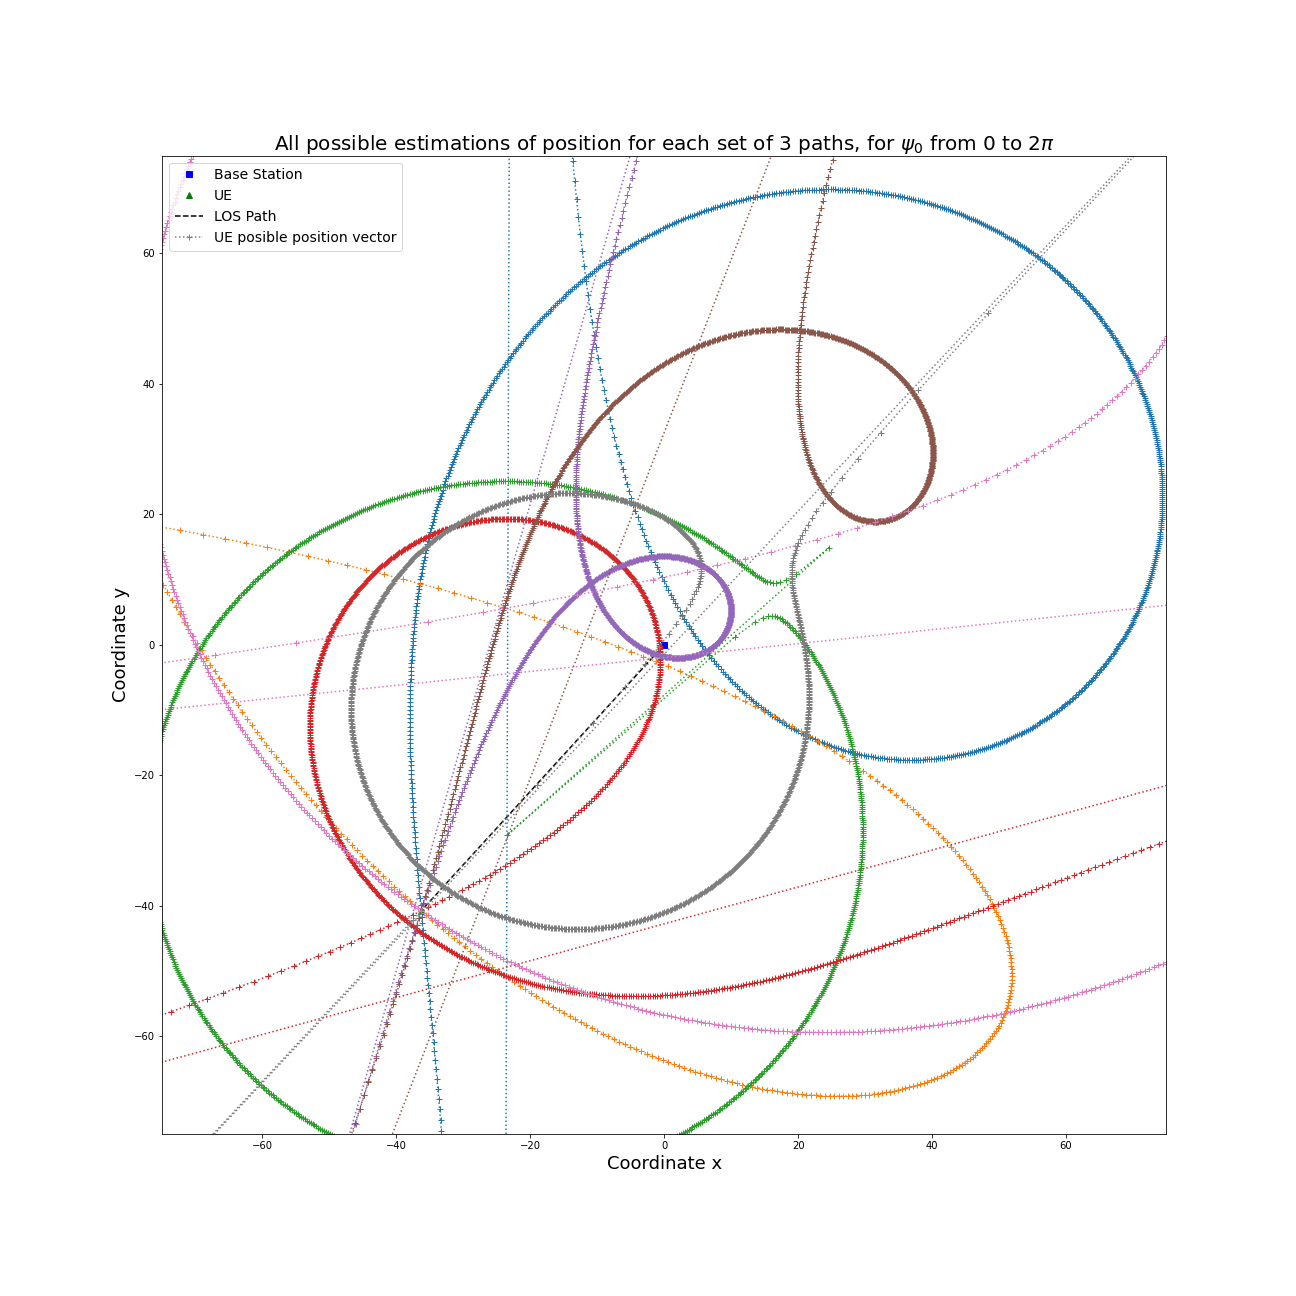 All possible estimations of position for each set of 3 paths, for ψ₀ from 0 to 2π
Base Station
UE
LOS Path
UE posible position vector
60
40
20
0
−20
−40
−60
Coordinate y
−60 −40 −20 0 20 40 60
Coordinate x